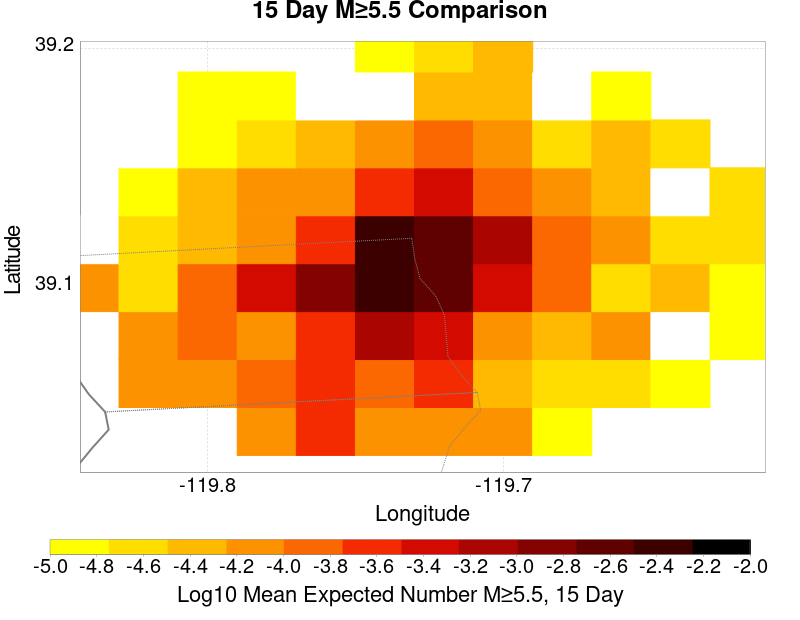 15 Day M≥5.5 Comparison
39.2
39.1
Latitude
-119.8 -119.7
Longitude
-5.0 -4.8 -4.6 -4.4 -4.2 -4.0 -3.8 -3.6 -3.4 -3.2 -3.0 -2.8 -2.6 -2.4 -2.2 -2.0
Log10 Mean Expected Number M≥5.5, 15 Day